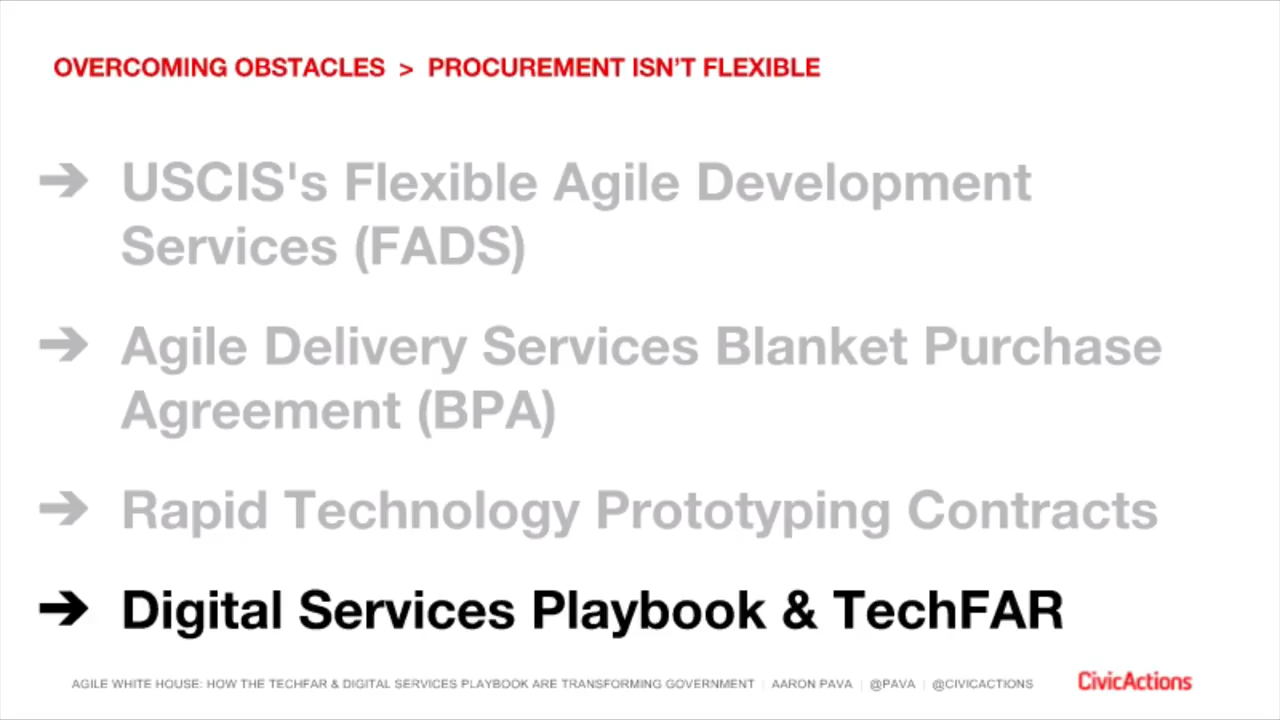 OVERCOMING OBSTACLES > PROCUREMENT ISN’T FLEXIBLE
➔ USCIS's Flexible Agile Development
Services (FADS)
➔ Agile Delivery Services Blanket Purchase
Agreement (BPA)
➔ Rapid Technology Prototyping Contracts
➔ Digital Services Playbook & TechFAR
AGILE WHITE HOUSE: HOW THE TECHFAR & DIGITAL SERVICES PLAYBOOK ARE TRANSFORMING GOVERNMENT | AARON PAVA | @PAVA | @CIVICACTIONS CivicActions